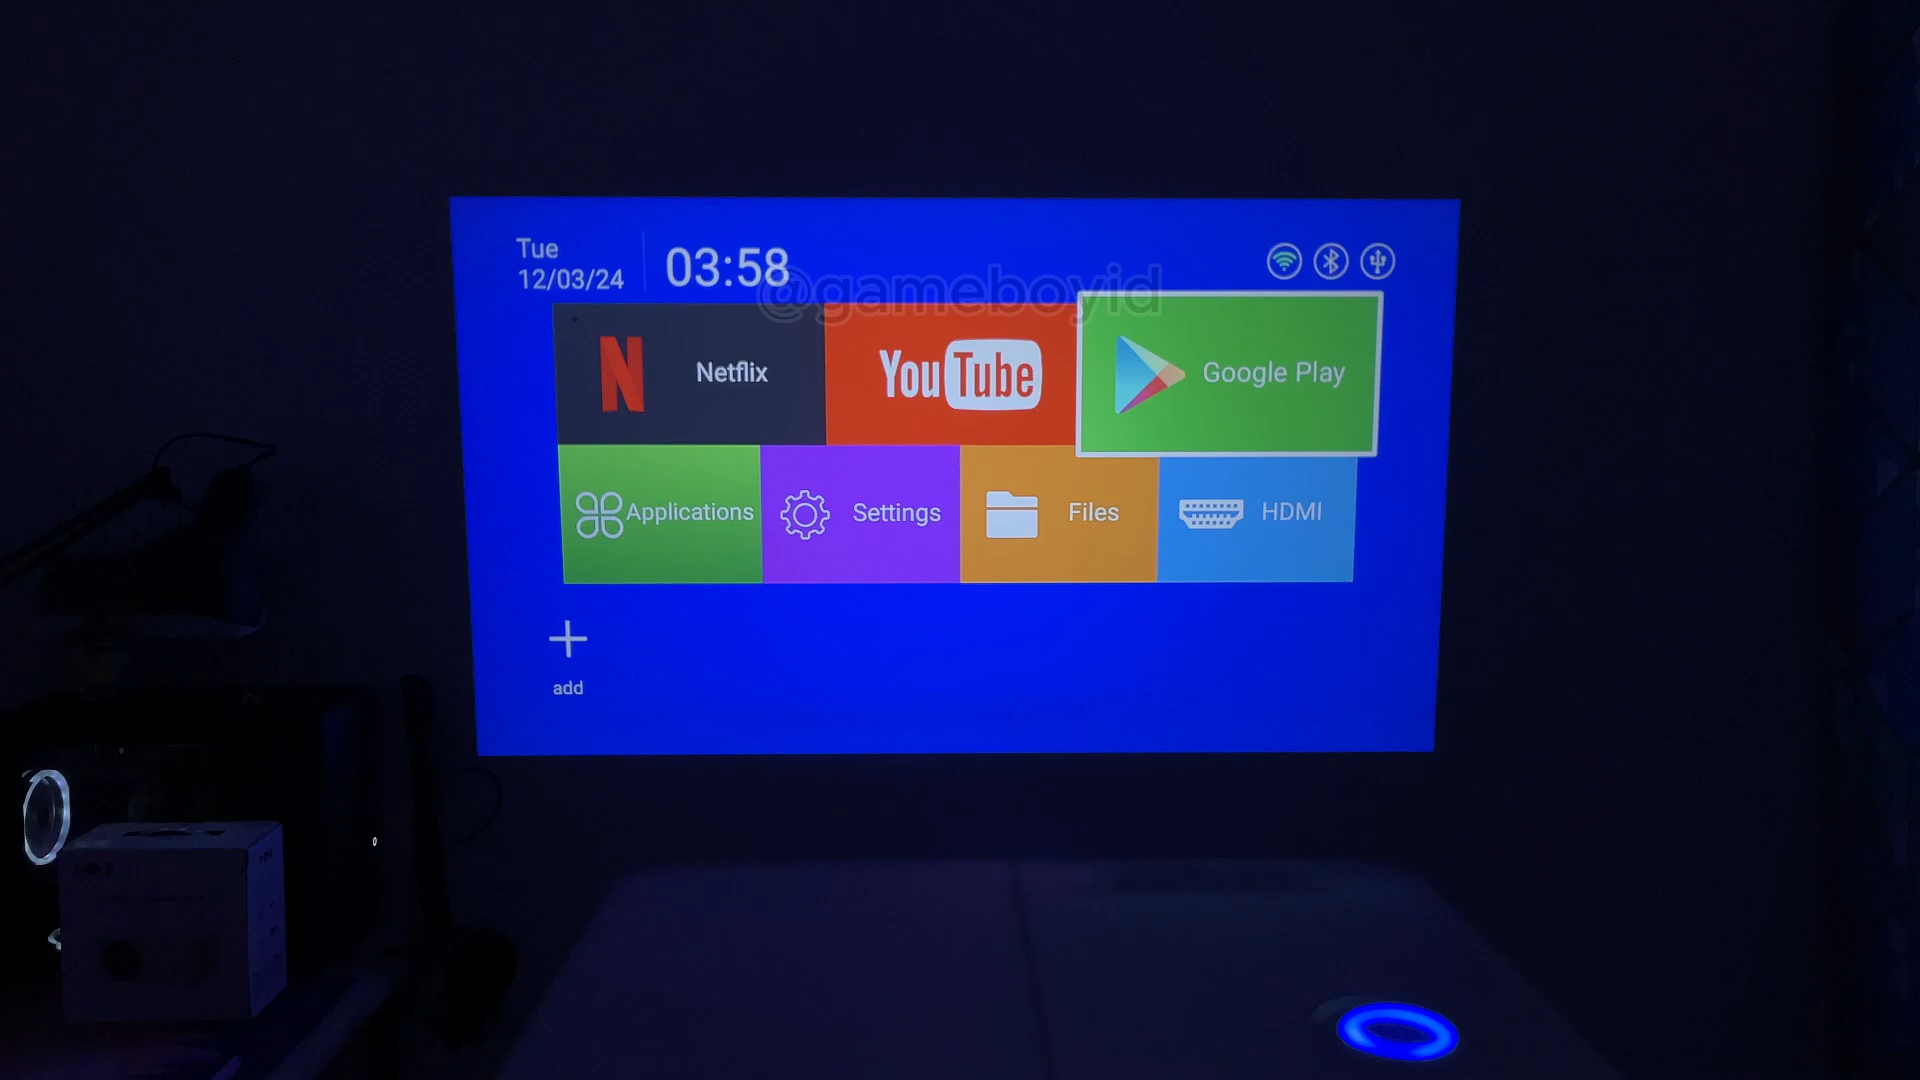 Tue
12/03/24
03:58
@gameboyid
Netflix
YouTube
Google Play
Applications
Settings
Files
HDMI
add